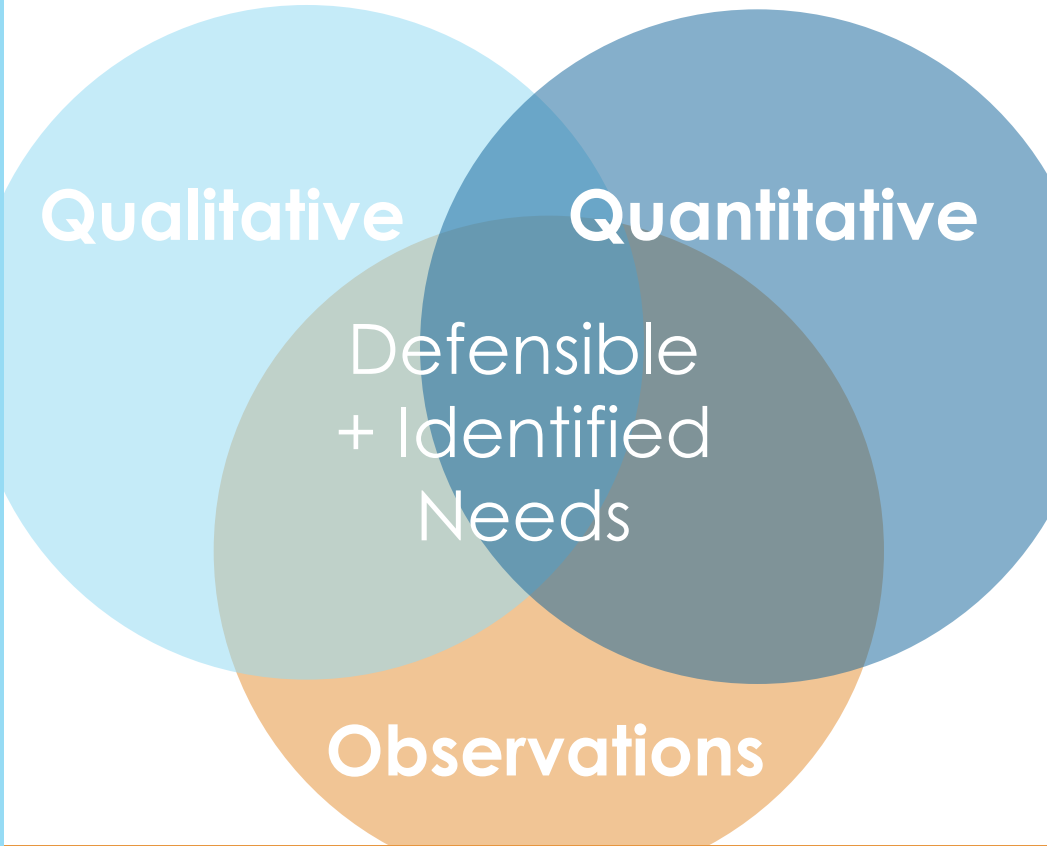 Qualitative
Quantitative
Defensible
+ Identified
Needs
Observations